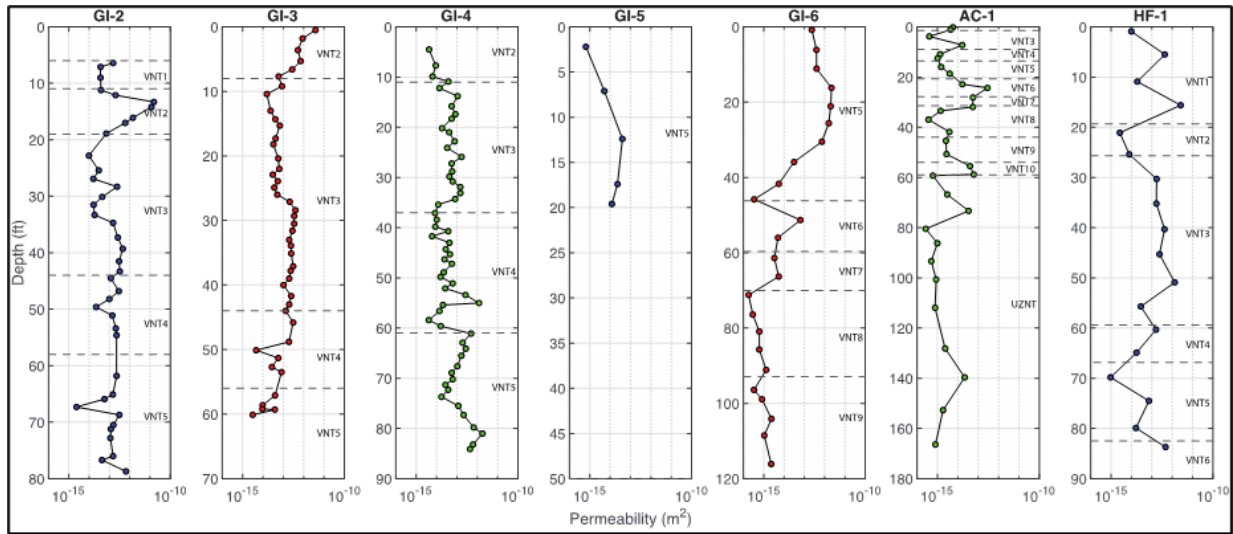 GI-2 GI-3 GI-4 GI-5 GI-6 AC-1 HF-1
Depth (ft)
0
10
20
30
40
50
60
70
80
VNT1
VNT2
VNT3
VNT4
VNT5
10⁻¹⁵ 10⁻¹⁰
0
10
20
30
40
50
60
70
VNT2
VNT3
VNT4
VNT5
10⁻¹⁵ 10⁻¹⁰
0
10
20
30
40
50
60
70
80
90
VNT2
VNT3
VNT4
VNT5
10⁻¹⁵ 10⁻¹⁰
0
5
10
15
20
25
30
35
40
45
50
VNT5
10⁻¹⁵ 10⁻¹⁰
0
20
40
60
80
100
120
VNT5
VNT6
VNT7
VNT8
VNT9
10⁻¹⁵ 10⁻¹⁰
0
20
40
60
80
100
120
140
160
180
VNT3
VNT4
VNT5
VNT6
VNT7
VNT8
VNT9
VNT10
UZNT
10⁻¹⁵ 10⁻¹⁰
0
10
20
30
40
50
60
70
80
90
VNT1
VNT2
VNT3
VNT4
VNT5
VNT6
10⁻¹⁵ 10⁻¹⁰
Permeability (m²)